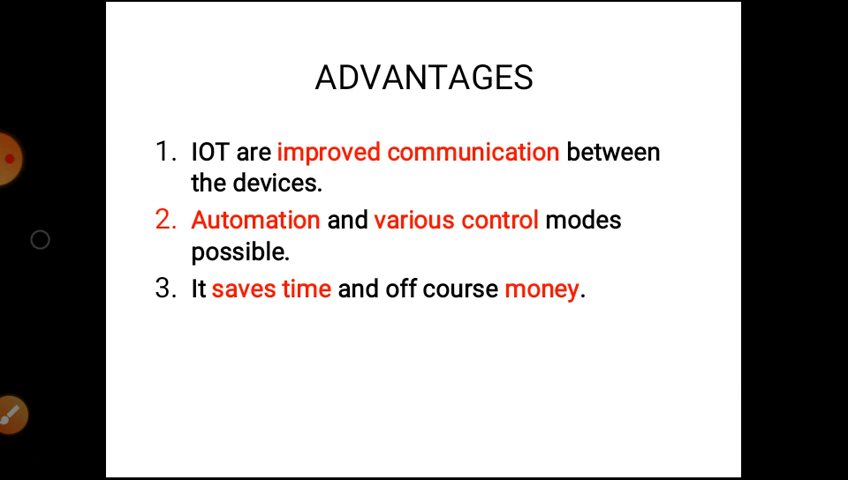 ADVANTAGES
1. IOT are improved communication between
the devices.
2. Automation and various control modes
possible.
3. It saves time and off course money.